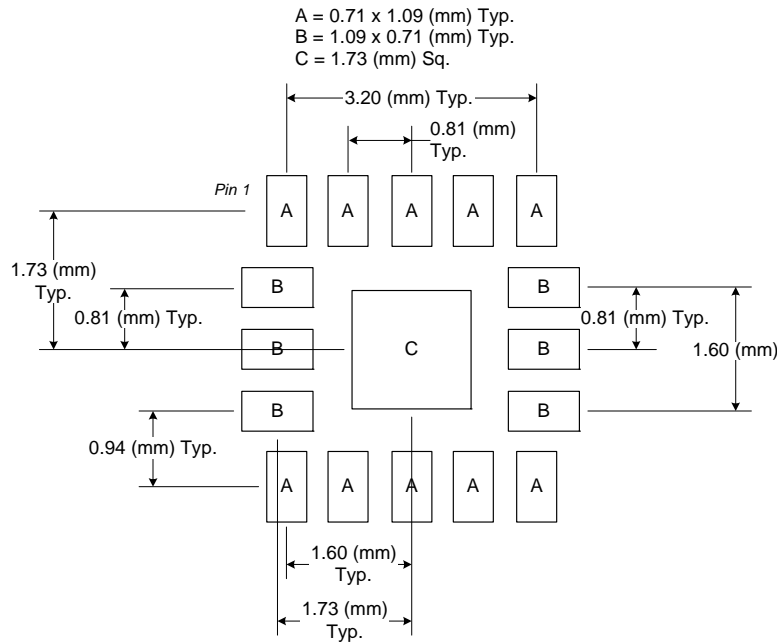 A = 0.71 x 1.09 (mm) Typ.
B = 1.09 x 0.71 (mm) Typ.
C = 1.73 (mm) Sq.
3.20 (mm) Typ.
0.81 (mm)
Typ.
Pin 1
A
A
A
A
A
1.73 (mm)
Typ.
B
B
0.81 (mm) Typ.
0.81 (mm) Typ.
B
C
B
1.60 (mm)
B
B
0.94 (mm) Typ.
A
A
A
A
A
1.60 (mm)
Typ.
1.73 (mm)
Typ.